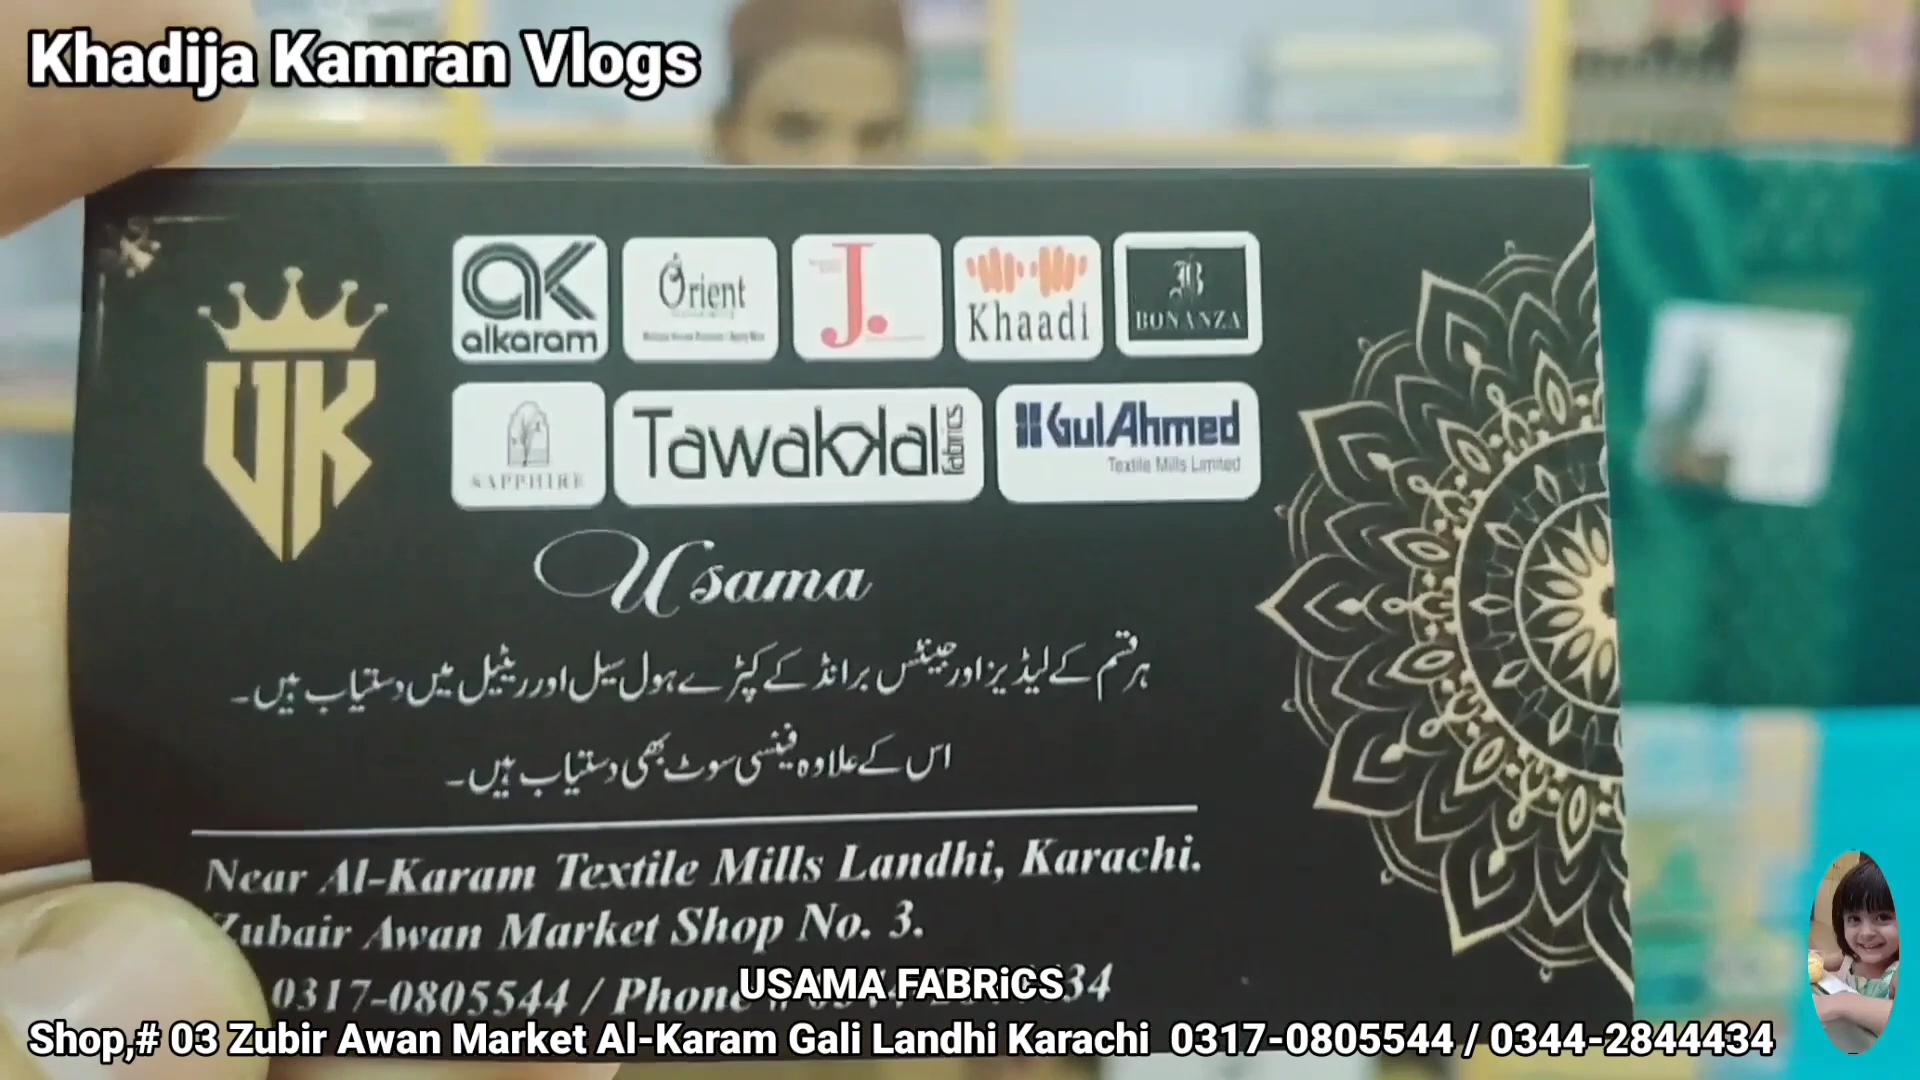 Khadija Kamran Vlogs
ak alkaram
Orient
J.
Khaadi
B BONANZA
UK
SAPPHIRE
Tawakkal fabrics
GulAhmed
Textile Mills Limited
Usama
ہر قسم کے لیڈیز اور جینٹس برانڈ کے کپڑے ہول سیل اور ریٹیل میں دستیاب ہیں۔
اس کے علاوہ فینسی سوٹ بھی دستیاب ہیں۔
Near Al-Karam Textile Mills Landhi, Karachi.
Zubair Awan Market Shop No. 3.
0317-0805544 / Phone
USAMA FABRiCS
Shop,# 03 Zubir Awan Market Al-Karam Gali Landhi Karachi 0317-0805544 / 0344-2844434